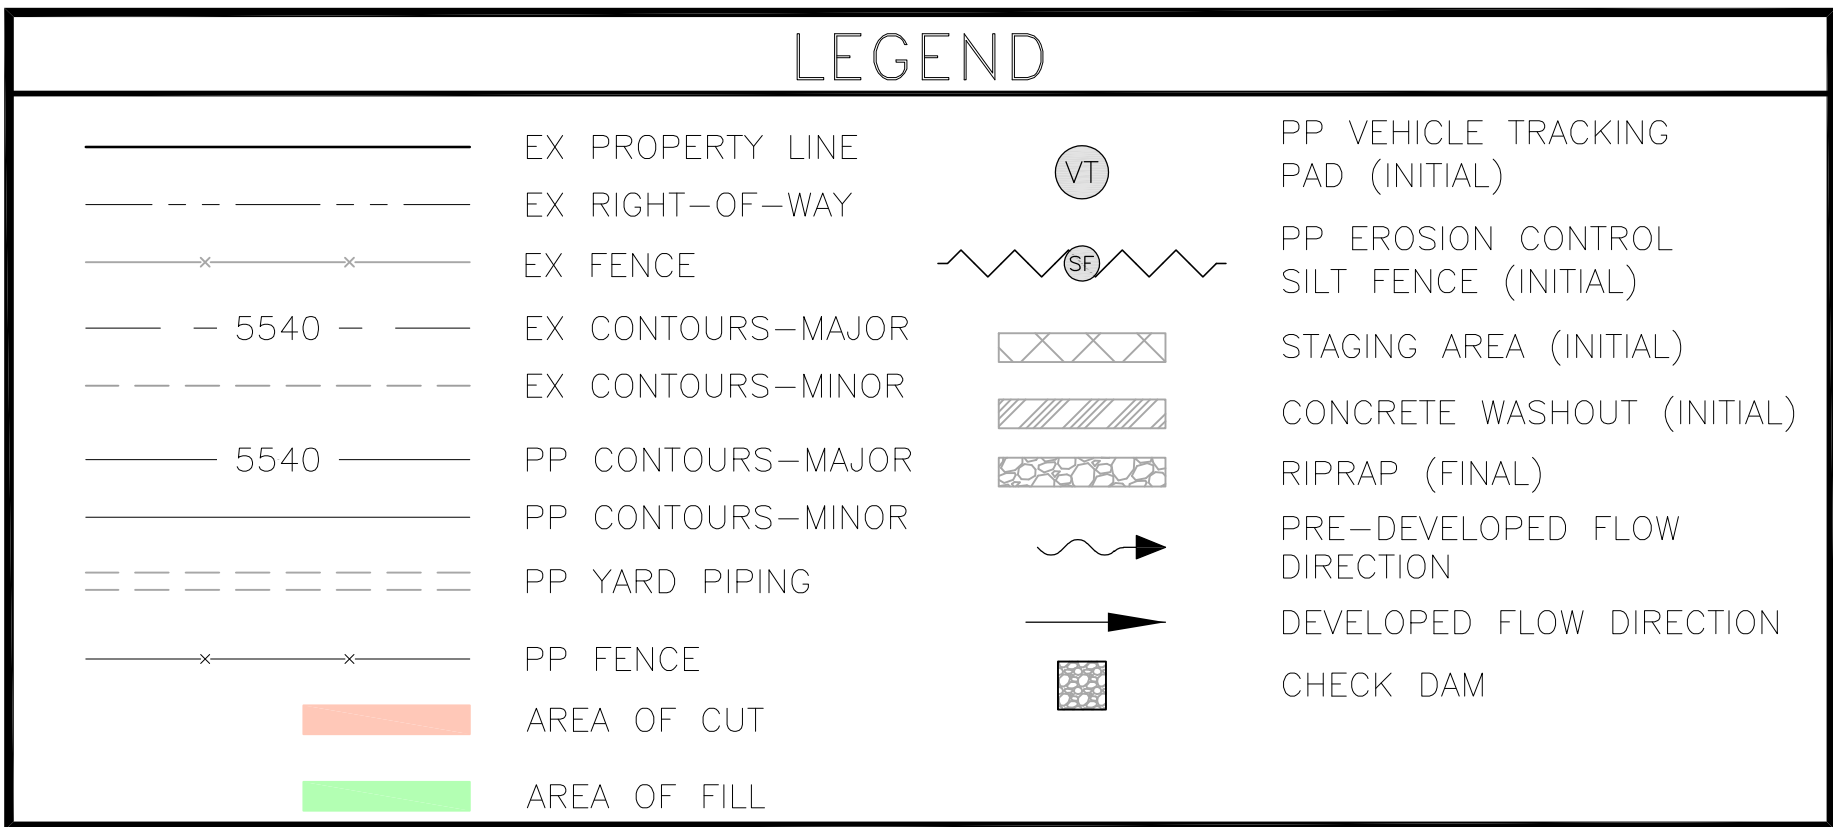 LEGEND
EX PROPERTY LINE
EX RIGHT-OF-WAY
EX FENCE
5540 EX CONTOURS-MAJOR
EX CONTOURS-MINOR
5540 PP CONTOURS-MAJOR
PP CONTOURS-MINOR
PP YARD PIPING
PP FENCE
AREA OF CUT
AREA OF FILL
VT
PP VEHICLE TRACKING
PAD (INITIAL)
SF
PP EROSION CONTROL
SILT FENCE (INITIAL)
STAGING AREA (INITIAL)
CONCRETE WASHOUT (INITIAL)
RIPRAP (FINAL)
PRE-DEVELOPED FLOW
DIRECTION
DEVELOPED FLOW DIRECTION
CHECK DAM